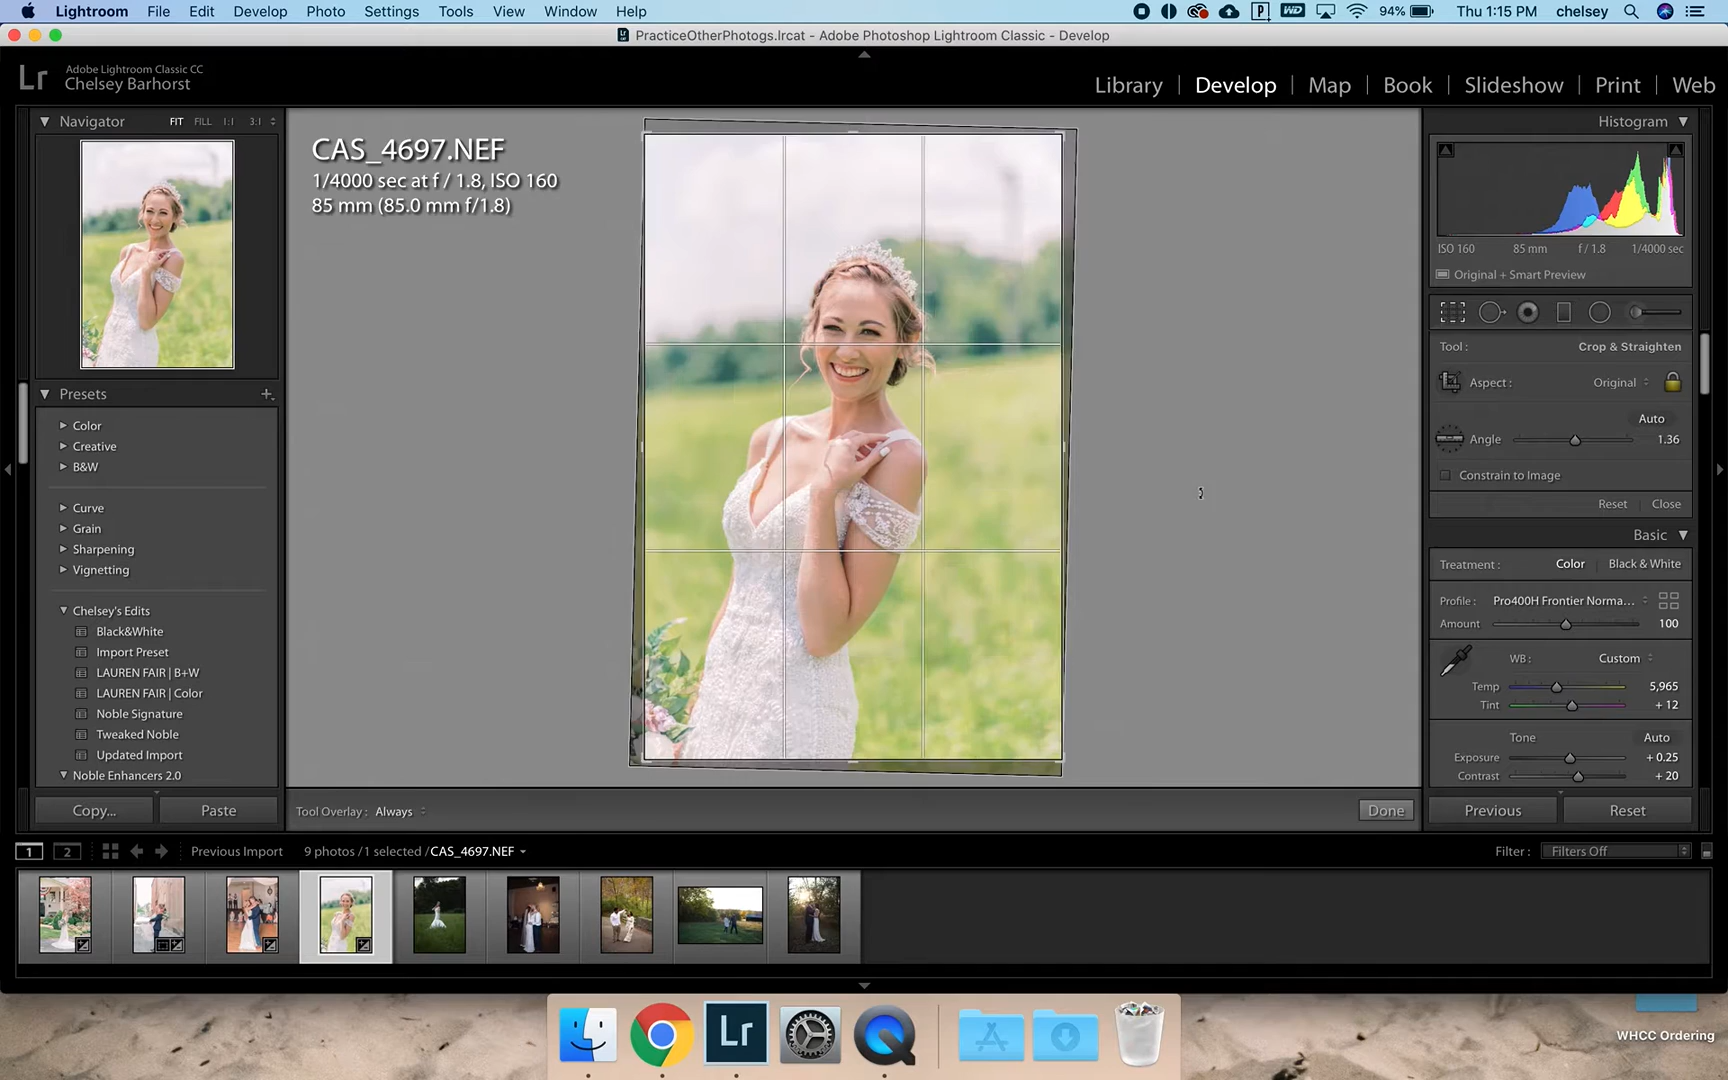 Lightroom File Edit Develop Photo Settings Tools View Window Help
P WD 94% Thu 1:15 PM chelsey
Lr PracticeOtherPhotogs.lrcat - Adobe Photoshop Lightroom Classic - Develop
Lr
Adobe Lightroom Classic CC
Chelsey Barhorst
Library | Develop | Map | Book | Slideshow | Print | Web
Navigator FIT FILL 1:1 3:1
Presets +
Color
Creative
B&W
Curve
Grain
Sharpening
Vignetting
Chelsey's Edits
Black&White
Import Preset
LAUREN FAIR | B+W
LAUREN FAIR | Color
Noble Signature
Tweaked Noble
Updated Import
Noble Enhancers 2.0
Copy... Paste
CAS_4697.NEF
1/4000 sec at f / 1.8, ISO 160
85 mm (85.0 mm f/1.8)
Tool Overlay : Always
Done
Histogram
ISO 160 85 mm f / 1.8 1/4000 sec
Original + Smart Preview
Tool : Crop & Straighten
Aspect : Original
Auto
Angle 1.36
Constrain to Image
Reset Close
Basic
Treatment : Color | Black & White
Profile : Pro400H Frontier Norma...
Amount 100
WB : Custom
Temp 5,965
Tint + 12
Tone Auto
Exposure + 0.25
Contrast + 20
Previous Reset
1 2 Previous Import 9 photos / 1 selected / CAS_4697.NEF
Filter : Filters Off
Lr
WHCC Ordering